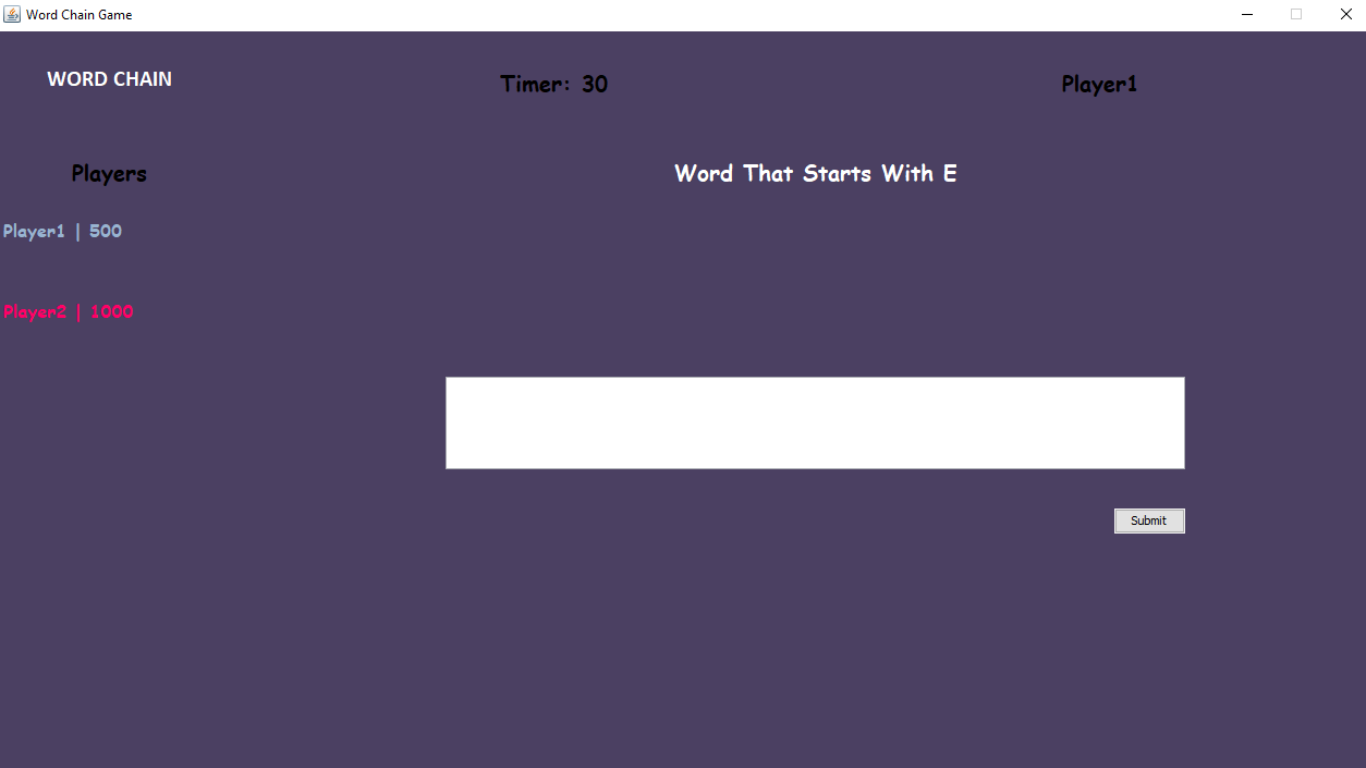 Word Chain Game
WORD CHAIN
Timer: 30
Player1
Players
Word That Starts With E
Player1 | 500
Player2 | 1000
Submit